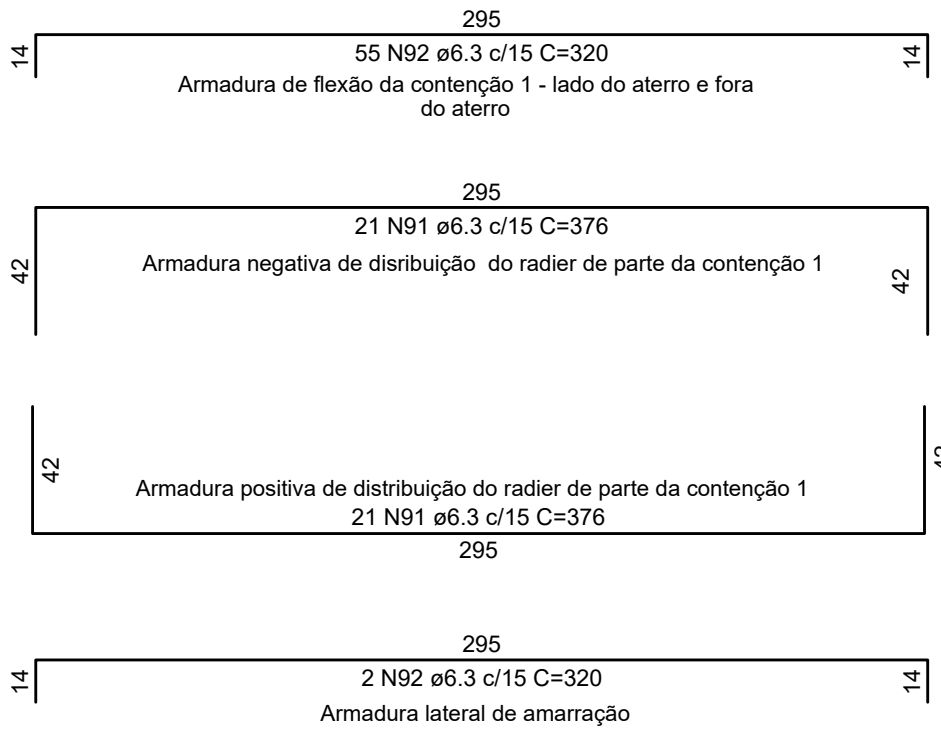 295
14
55 N92 ø6.3 c/15 C=320
14
Armadura de flexão da contenção 1 - lado do aterro e fora
do aterro
295
21 N91 ø6.3 c/15 C=376
42
Armadura negativa de disribuição do radier de parte da contenção 1
42
42
42
Armadura positiva de distribuição do radier de parte da contenção 1
21 N91 ø6.3 c/15 C=376
295
295
14
2 N92 ø6.3 c/15 C=320
14
Armadura lateral de amarração